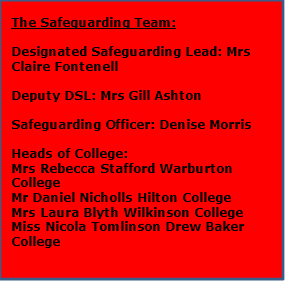 The Safeguarding Team:
Designated Safeguarding Lead: Mrs
Claire Fontenell
Deputy DSL: Mrs Gill Ashton
Safeguarding Officer: Denise Morris
Heads of College:
Mrs Rebecca Stafford Warburton
College
Mr Daniel Nicholls Hilton College
Mrs Laura Blyth Wilkinson College
Miss Nicola Tomlinson Drew Baker
College